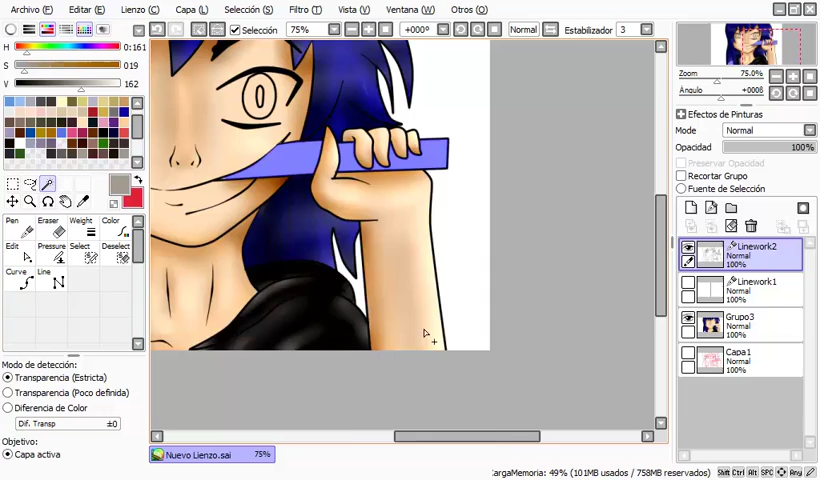 Archivo (F) Editar (E) Lienzo (C) Capa (L) Selección (S) Filtro (T) Vista (V) Ventana (W) Otros (O)
Selección 75% +000º Normal Estabilizador 3
H 0:161
S 019
V 162
Pen Eraser Weight Color
Edit Pressure Select Deselect
Curve Line
Modo de detección:
Transparencia (Estricta)
Transparencia (Poco definida)
Diferencia de Color
Dif. Transp ±0
Objetivo:
Capa activa
Zoom 75.0%
Ángulo +000ß
Efectos de Pinturas
Modo Normal
Opacidad 100%
Preservar Opacidad
Recortar Grupo
Fuente de Selección
Linework2
Normal
100%
Linework1
Normal
100%
Grupo3
Normal
100%
Capa1
Normal
100%
Nuevo Lienzo.sai 75%
CargaMemoria: 49% (101MB usados / 758MB reservados) Shift Ctrl Alt SPC Any